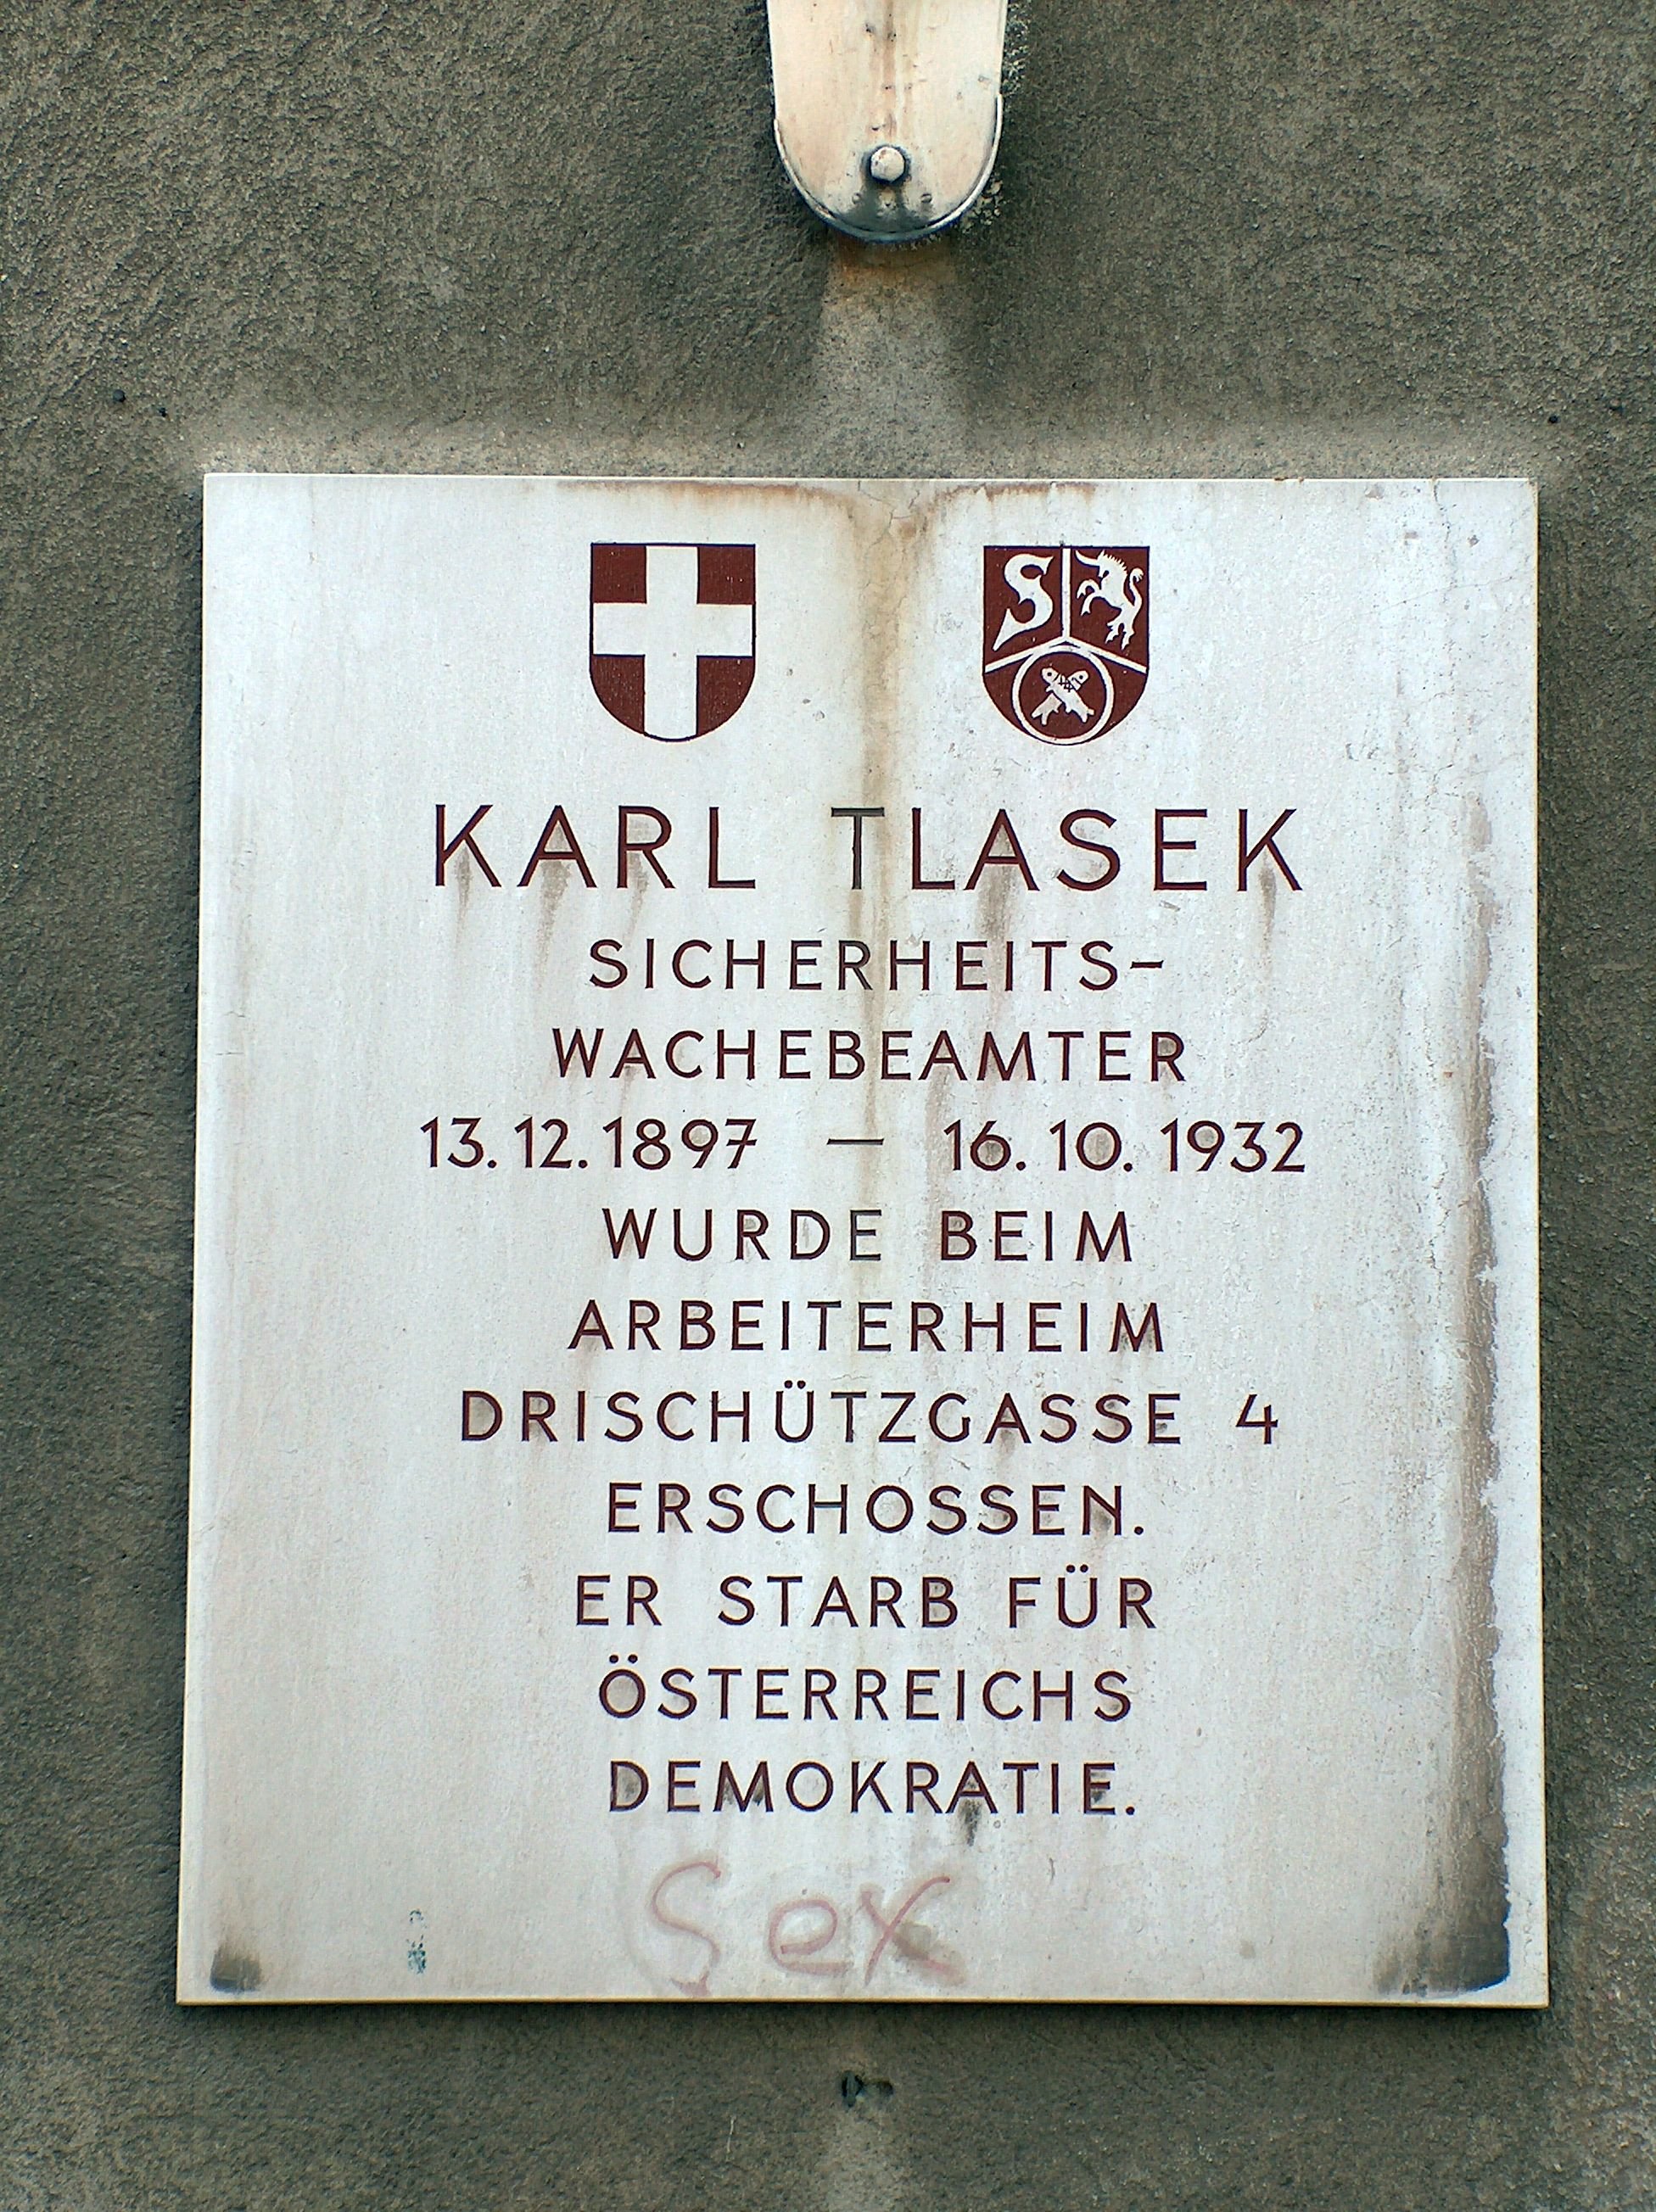 S
KARL TLASEK
SICHERHEITS-
WACHEBEAMTER
13.12.1897 — 16.10.1932
WURDE BEIM
ARBEITERHEIM
DRISCHÜTZGASSE 4
ERSCHOSSEN.
ER STARB FÜR
ÖSTERREICHS
DEMOKRATIE.
Sex